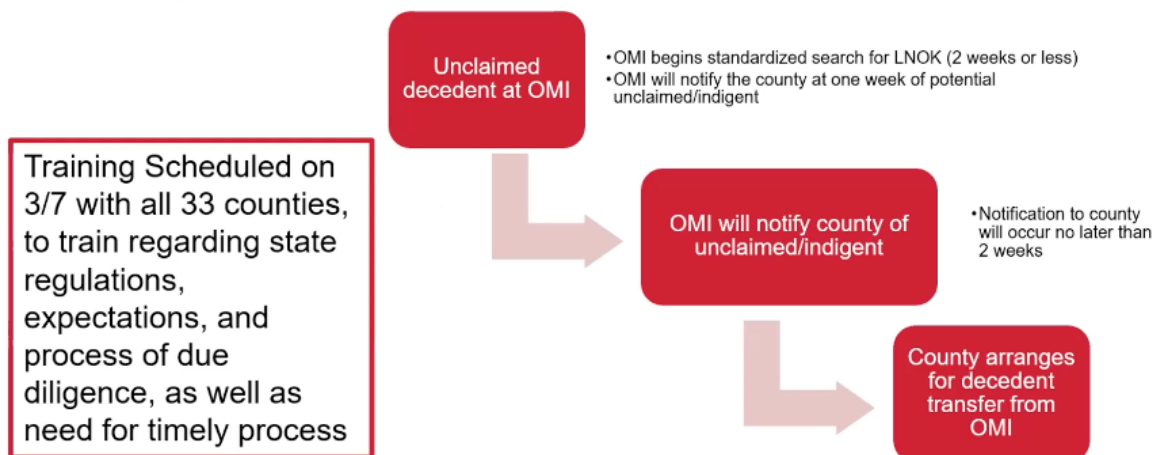 Unclaimed
decedent at OMI
•OMI begins standardized search for LNOK (2 weeks or less)
•OMI will notify the county at one week of potential
unclaimed/indigent
Training Scheduled on
3/7 with all 33 counties,
to train regarding state
regulations,
expectations, and
process of due
diligence, as well as
need for timely process
OMI will notify county of
unclaimed/indigent
•Notification to county
will occur no later than
2 weeks
County arranges
for decedent
transfer from
OMI